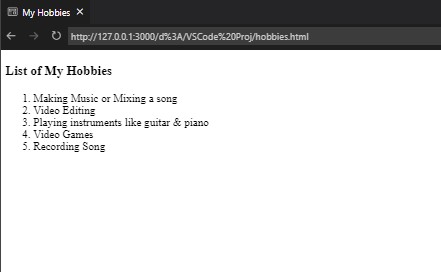 My Hobbies
http://127.0.0.1:3000/d%3A/VSCode%20Proj/hobbies.html
List of My Hobbies
1. Making Music or Mixing a song
2. Video Editing
3. Playing instruments like guitar & piano
4. Video Games
5. Recording Song